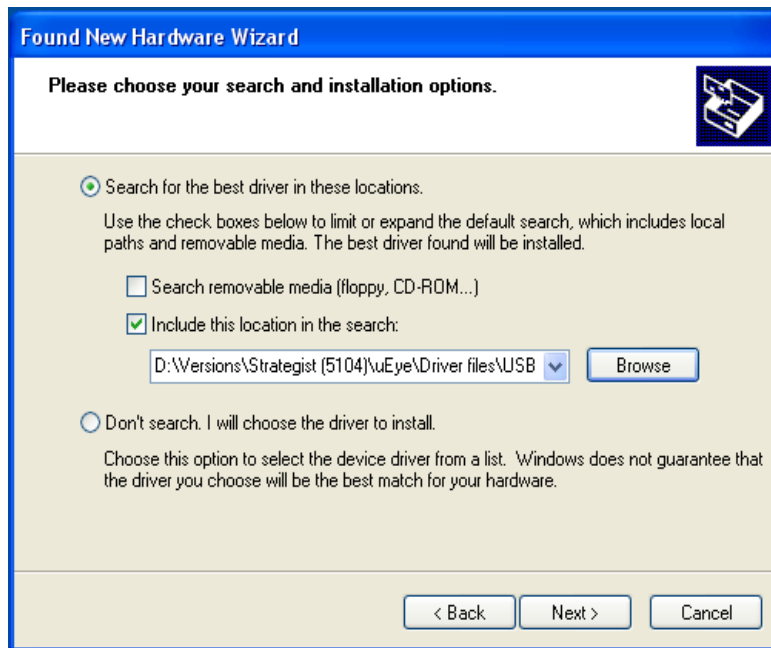 Found New Hardware Wizard
Please choose your search and installation options.
Search for the best driver in these locations.
Use the check boxes below to limit or expand the default search, which includes local
paths and removable media. The best driver found will be installed.
Search removable media (floppy, CD-ROM...)
Include this location in the search:
D:\Versions\Strategist (5104)\uEye\Driver files\USB
Browse
Don't search. I will choose the driver to install.
Choose this option to select the device driver from a list. Windows does not guarantee that
the driver you choose will be the best match for your hardware.
< Back
Next >
Cancel